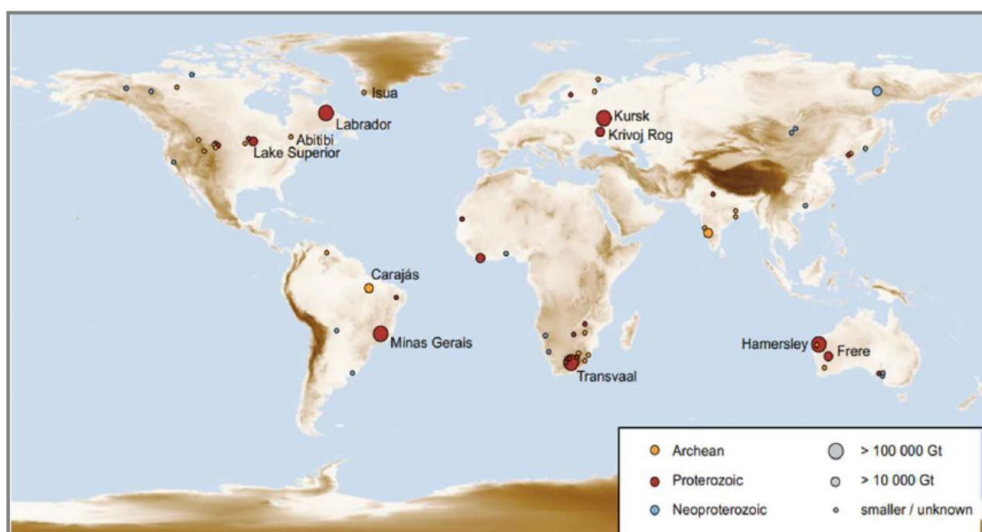 Isua
Labrador
Abitibi
Lake Superior
Kursk
Krivoj Rog
Carajás
Minas Gerais
Transvaal
Hamersley
Frere
Archean
> 100 000 Gt
Proterozoic
> 10 000 Gt
Neoproterozoic
smaller / unknown